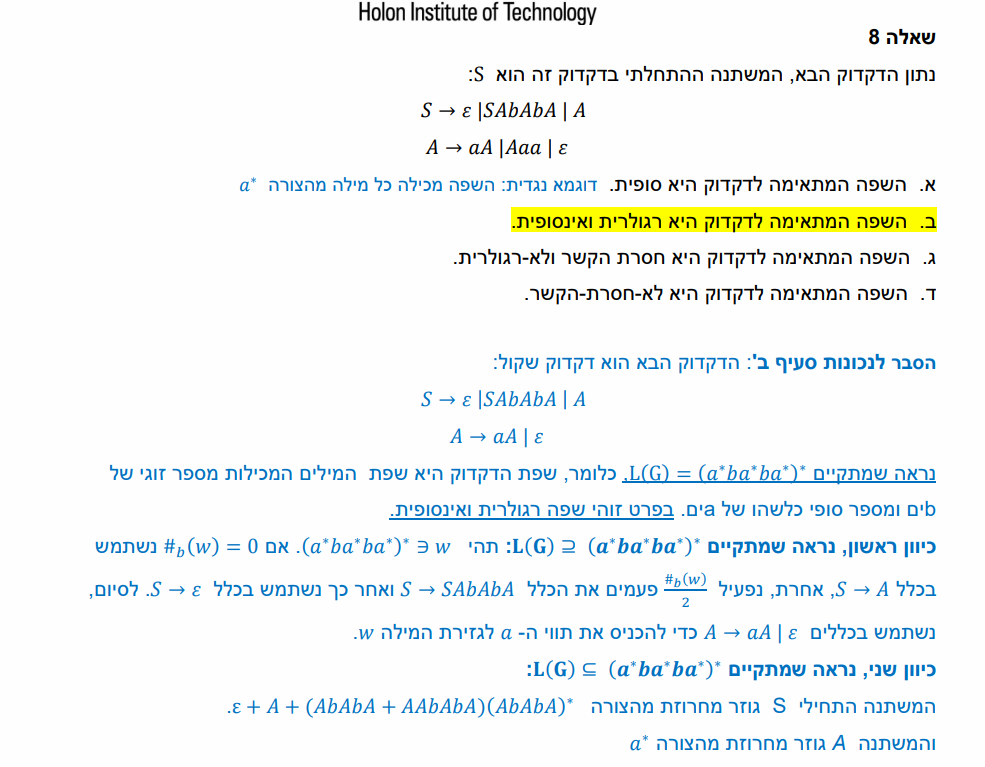 Holon Institute of Technology
שאלה 8
נתון הדקדוק הבא, המשתנה ההתחלתי בדקדוק זה הוא S:
S → ε |SAbAbA | A
A → aA |Aaa | ε
א. השפה המתאימה לדקדוק היא סופית. דוגמא נגדית: השפה מכילה כל מילה מהצורה a*
ב. השפה המתאימה לדקדוק היא רגולרית ואינסופית.
ג. השפה המתאימה לדקדוק היא חסרת הקשר ולא-רגולרית.
ד. השפה המתאימה לדקדוק היא לא-חסרת-הקשר.
הסבר לנכונות סעיף ב': הדקדוק הבא הוא דקדוק שקול:
S → ε |SAbAbA | A
A → aA | ε
נראה שמתקיים L(G) = (a*ba*ba*)*, כלומר, שפת הדקדוק היא שפת המילים המכילות מספר זוגי של
bים ומספר סופי כלשהו של aים. בפרט זוהי שפה רגולרית ואינסופית.
כיוון ראשון, נראה שמתקיים L(G) ⊇ (a*ba*ba*)*: תהי w ∈ (a*ba*ba*)*. אם #b(w) = 0 נשתמש
בכלל S → A, אחרת, נפעיל #b(w)/2 פעמים את הכלל S → SAbAbA ואחר כך נשתמש בכלל S → ε. לסיום,
נשתמש בכללים A → aA | ε כדי להכניס את תווי ה- a לגזירת המילה w.
כיוון שני, נראה שמתקיים L(G) ⊆ (a*ba*ba*)*:
המשתנה התחילי S גוזר מחרוזת מהצורה ε + A + (AbAbA + AAbAbA)(AbAbA)*.
והמשתנה A גוזר מחרוזת מהצורה a*